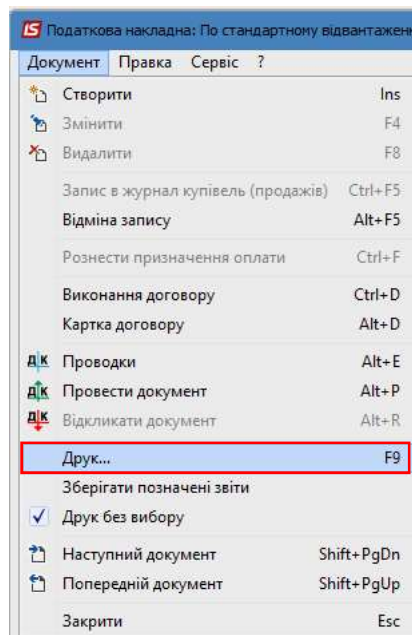 Податкова накладна: По стандартному відвантажен
Документ Правка Сервіс ?
Створити Ins
Змінити F4
Видалити F8
Запис в журнал купівель (продажів) Ctrl+F5
Відміна запису Alt+F5
Рознести призначення оплати Ctrl+F
Виконання договору Ctrl+D
Картка договору Alt+D
Проводки Alt+E
Провести документ Alt+P
Відкликати документ Alt+R
Друк... F9
Зберігати позначені звіти
Друк без вибору
Наступний документ Shift+PgDn
Попередній документ Shift+PgUp
Закрити Esc